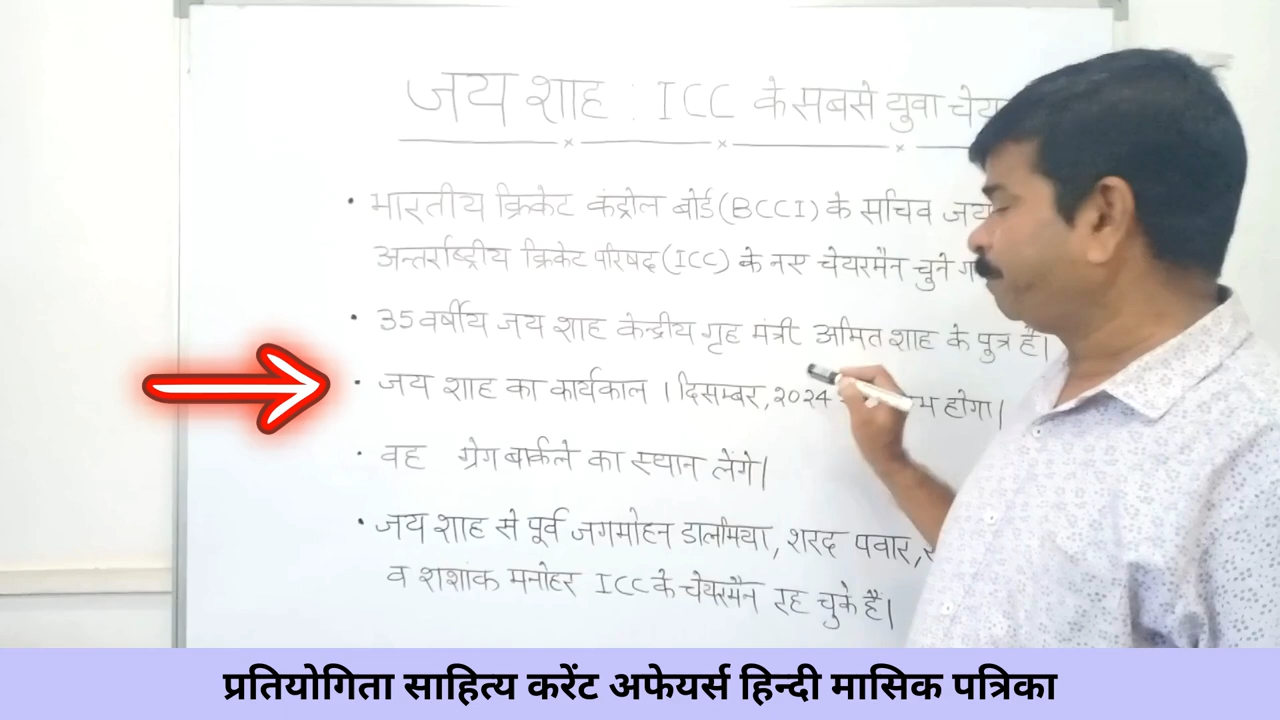 जय शाह : ICC के सबसे युवा
• भारतीय क्रिकेट कंट्रोल बोर्ड (BCCI) के सचिव जय
अन्तर्राष्ट्रीय क्रिकेट परिषद (ICC) के नए चेयरमैन चुने
• 35 वर्षीय जय शाह केन्द्रीय गृह मंत्री अमित शाह के पुत्र हैं।
• जय शाह का कार्यकाल 1 दिसम्बर, 2024 होगा।
• वह ग्रेग बार्कले का स्थान लेंगे।
• जय शाह से पूर्व जगमोहन डालमिया, शरद पवार,
व शशांक मनोहर ICC के चेयरमैन रह चुके हैं।
प्रतियोगिता साहित्य करेंट अफेयर्स हिन्दी मासिक पत्रिका